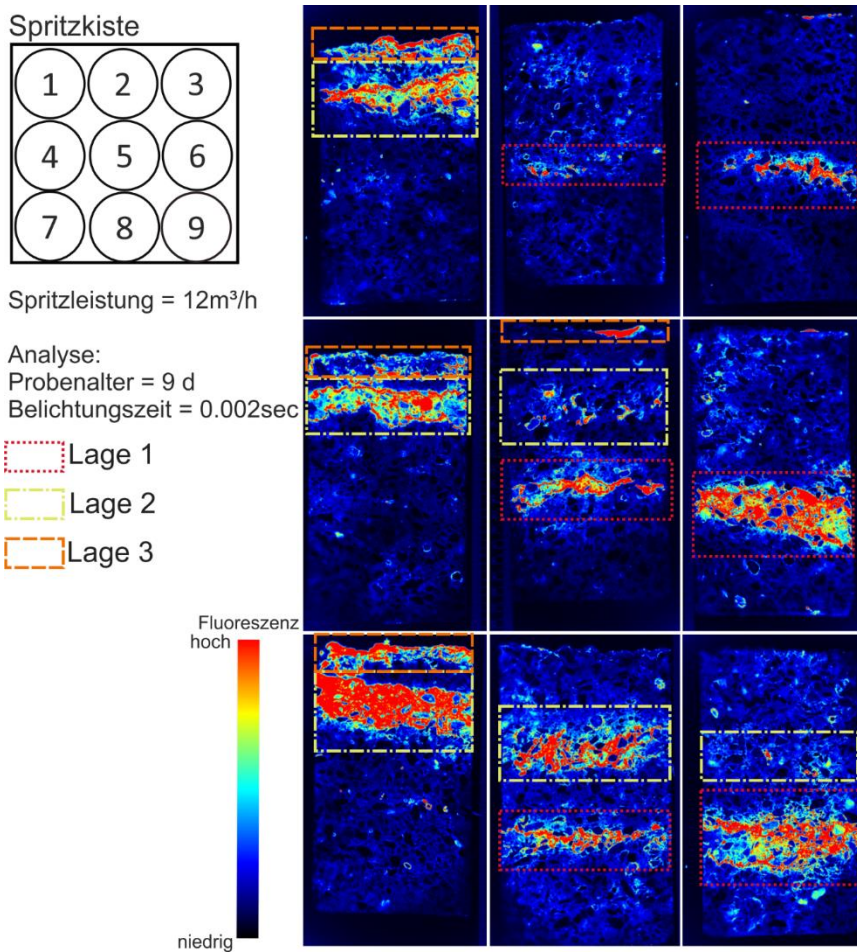 Spritzkiste
1 2 3
4 5 6
7 8 9
Spritzleistung = 12m³/h
Analyse:
Probenalter = 9 d
Belichtungszeit = 0.002sec
Lage 1
Lage 2
Lage 3
Fluoreszenz
hoch
niedrig